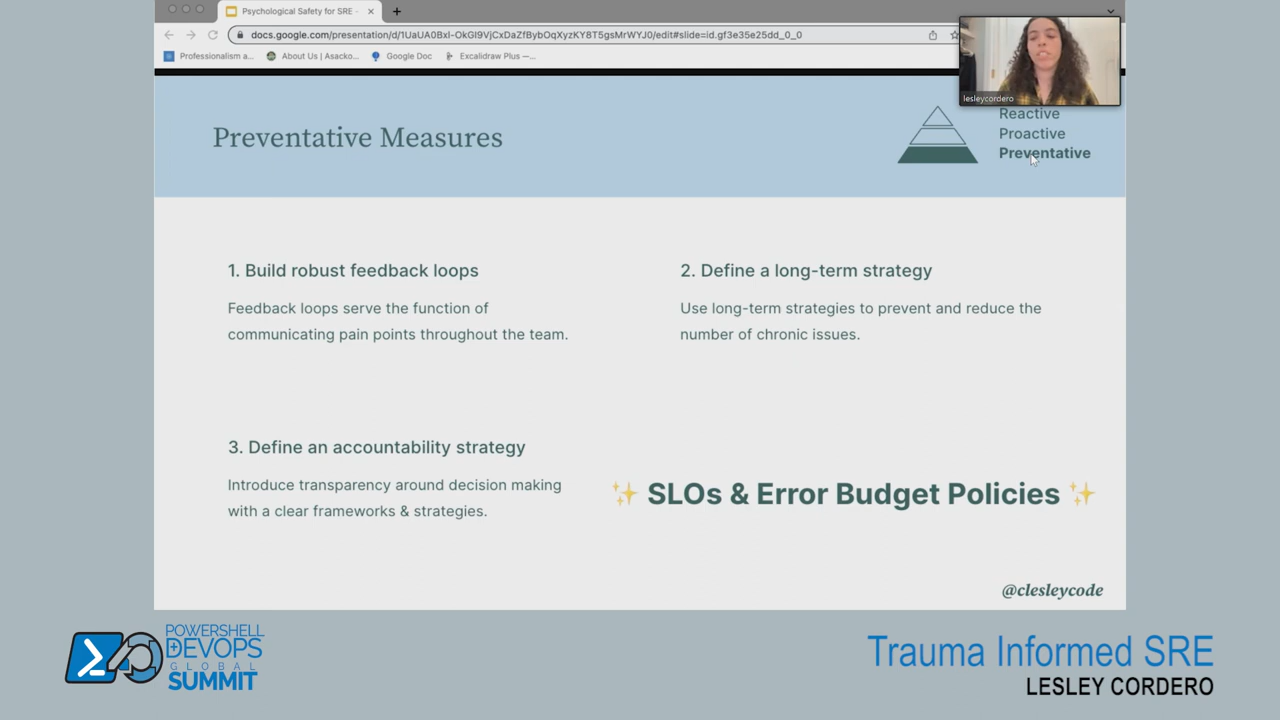 Psychological Safety for SRE -
docs.google.com/presentation/d/1UaUA0Bxl-OkGI9VjCxDaZfBybOqXyzKY8T5gsMrWYJ0/edit#slide=id.gf3e35e25dd_0_0
Professionalism a...
About Us | Asacko...
Google Doc
Excalidraw Plus —...
lesleycordero
Preventative Measures
Reactive
Proactive
Preventative
1. Build robust feedback loops
Feedback loops serve the function of
communicating pain points throughout the team.
2. Define a long-term strategy
Use long-term strategies to prevent and reduce the
number of chronic issues.
3. Define an accountability strategy
Introduce transparency around decision making
with a clear frameworks & strategies.
✨ SLOs & Error Budget Policies ✨
@clesleycode
POWERSHELL
DEVOPS
GLOBAL
SUMMIT
Trauma Informed SRE
LESLEY CORDERO